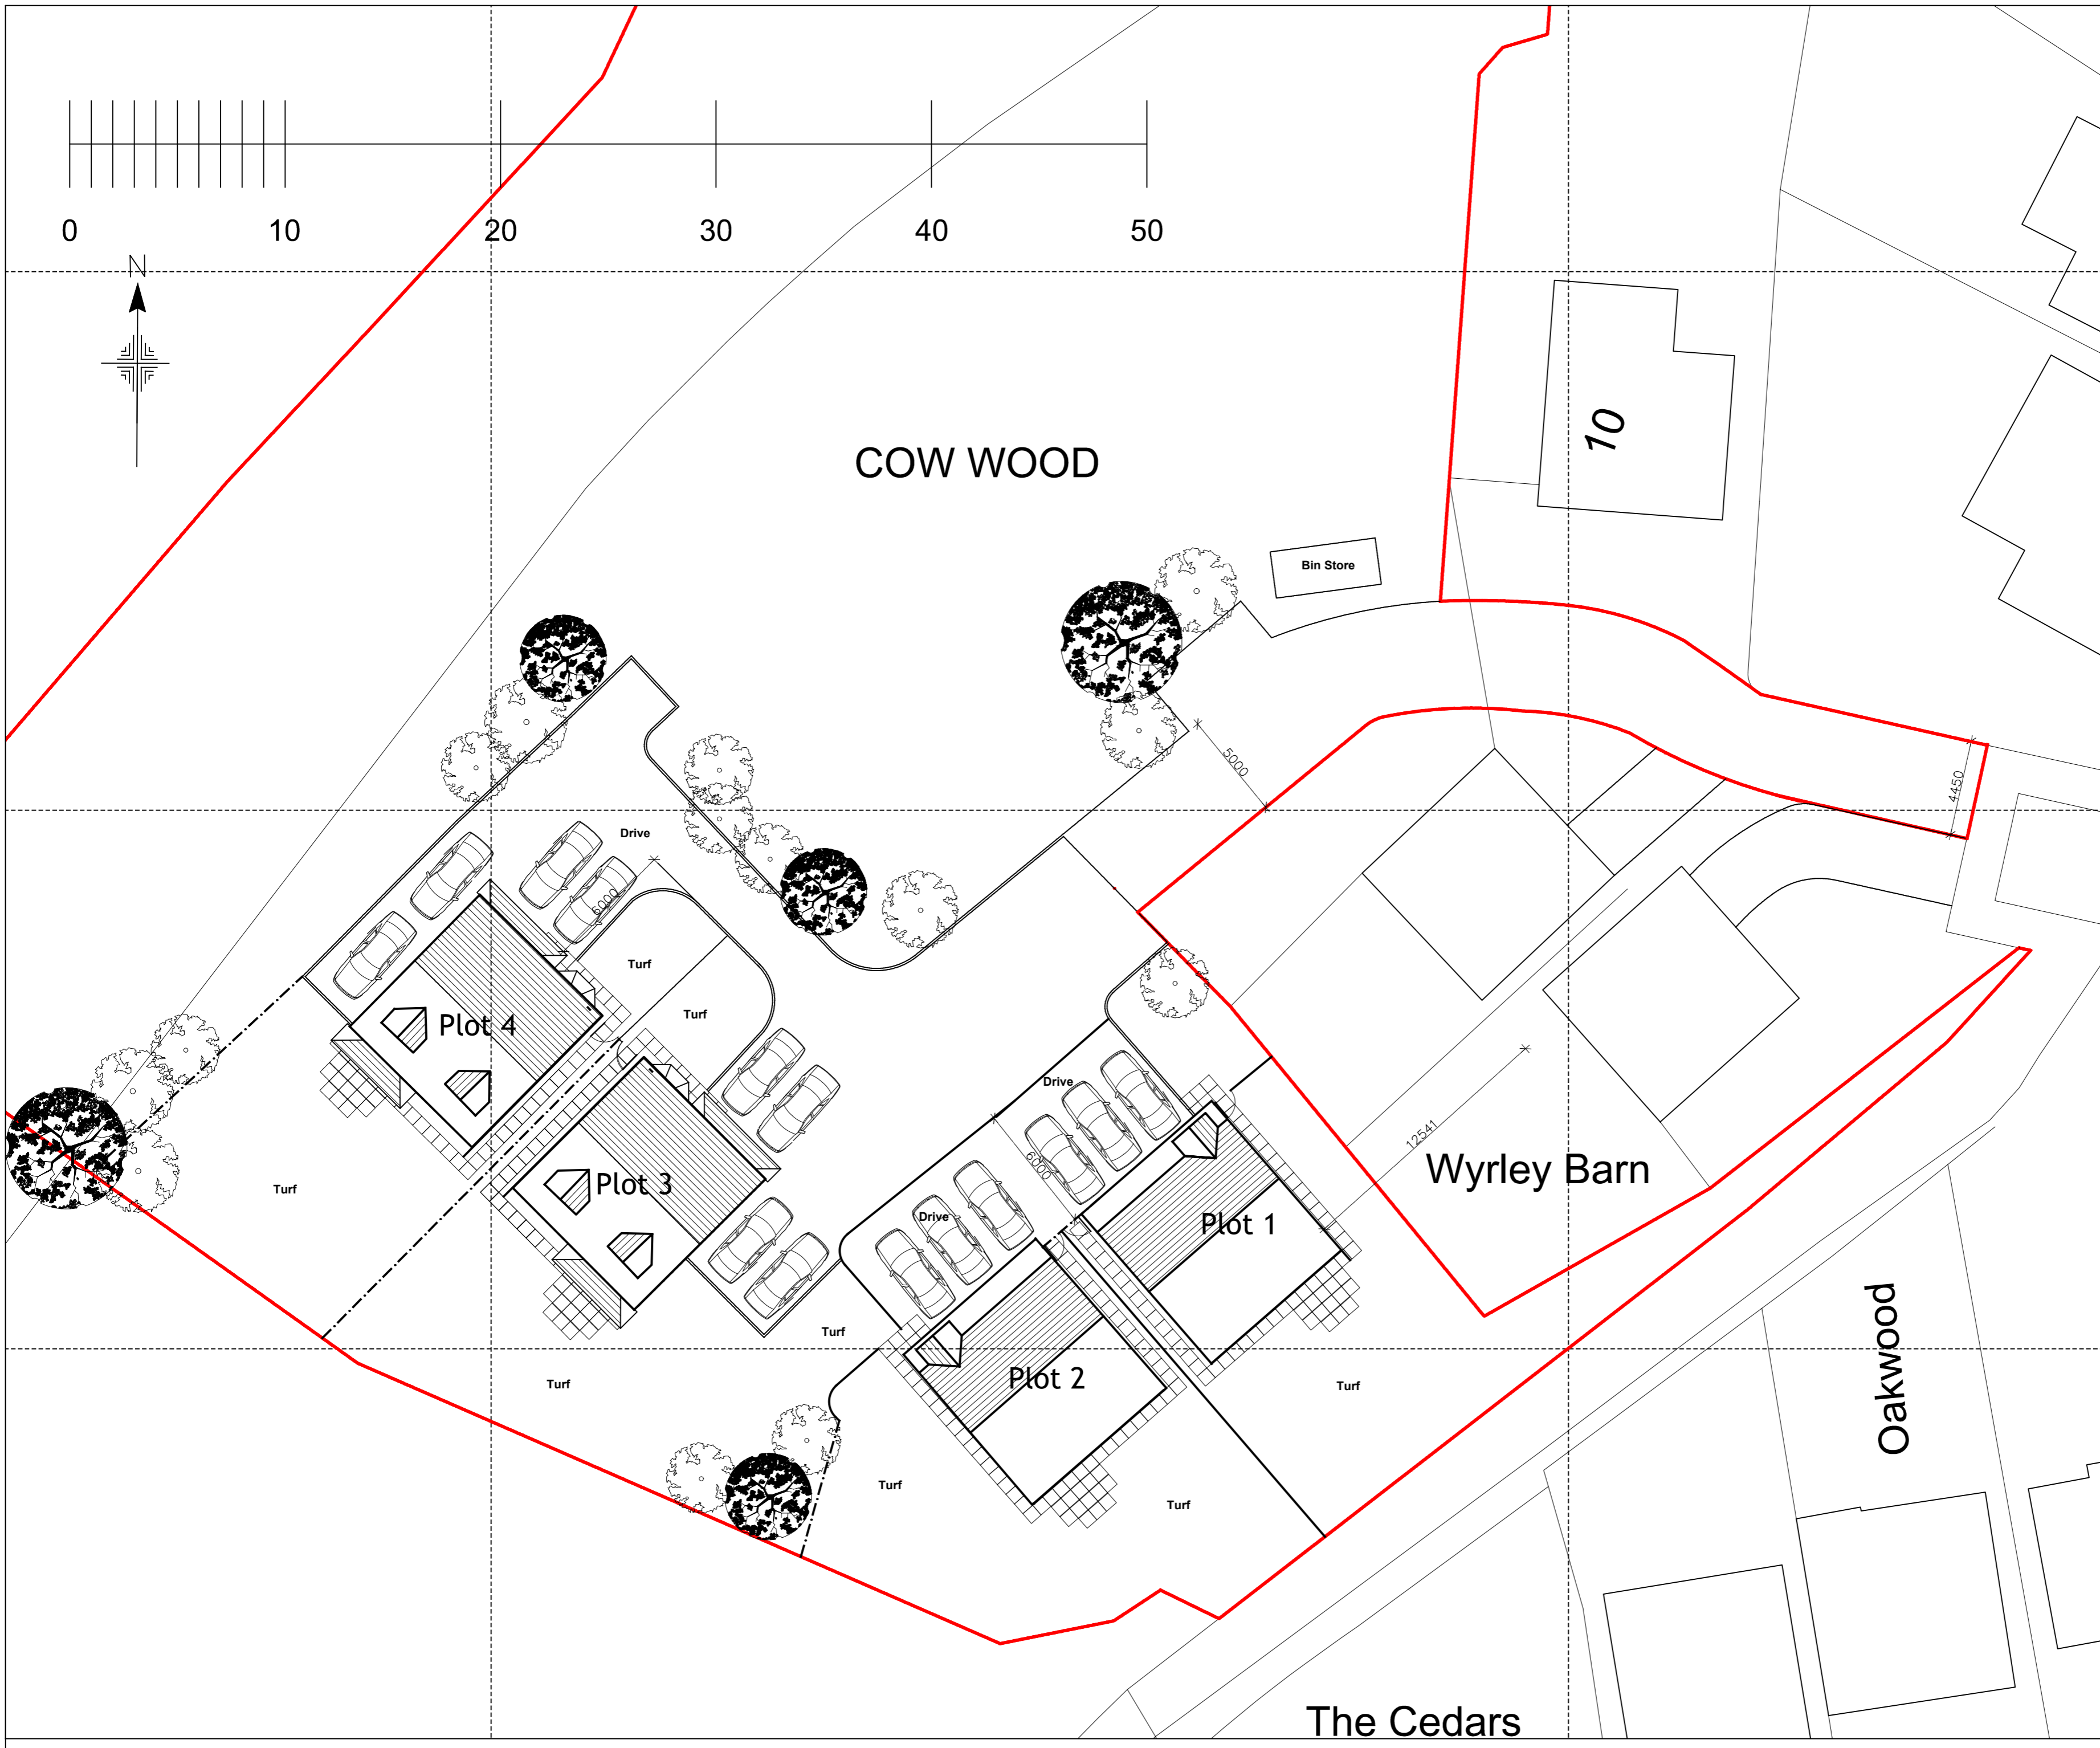 0 10 20 30 40 50
N
10
COW WOOD
Bin Store
5000
4450
Drive
6000
Turf
Turf
Plot 4
Drive
12541
6000
Wyrley Barn
Turf
Plot 3
Drive
Plot 1
Turf
Oakwood
Turf
Plot 2
Turf
Turf
Turf
The Cedars